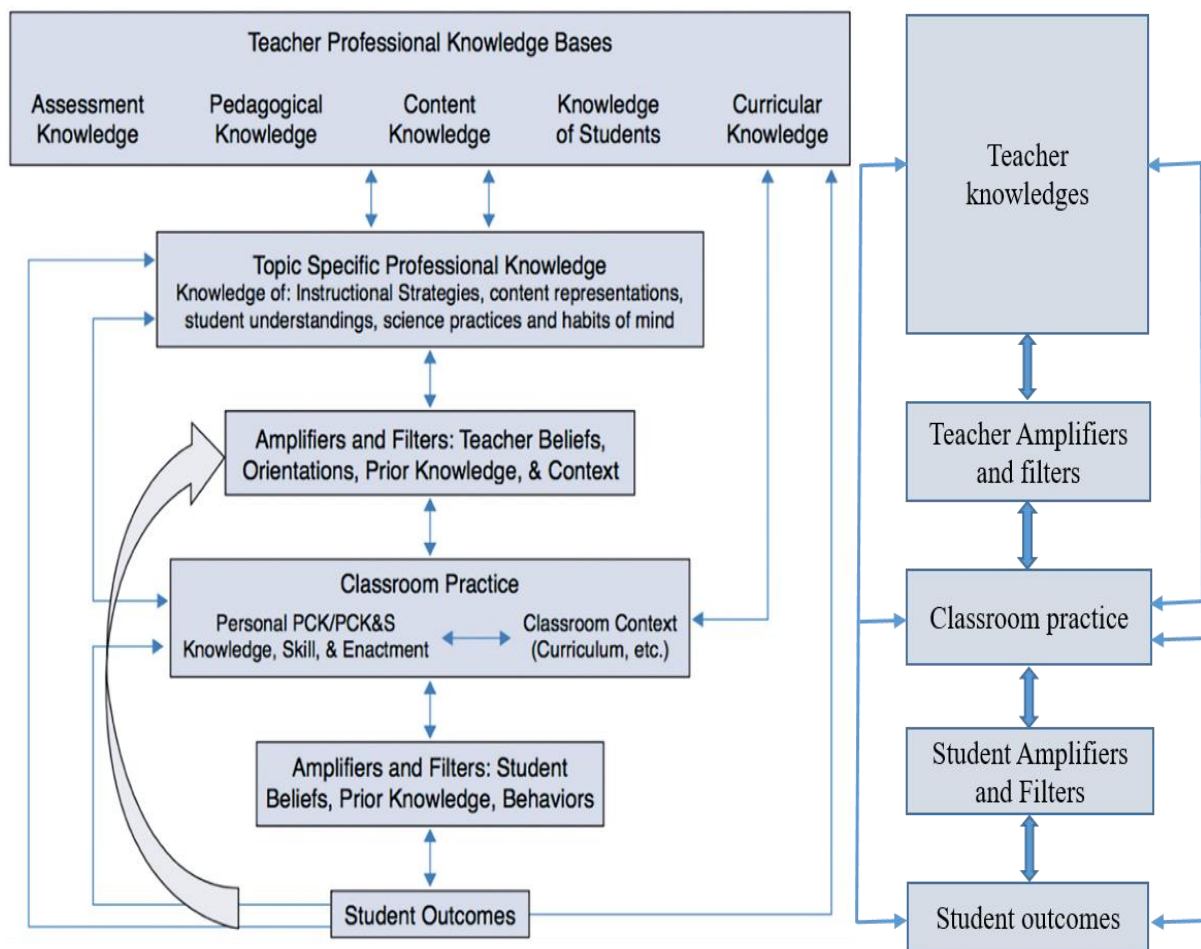 Teacher Professional Knowledge Bases
Assessment
Knowledge
Pedagogical
Knowledge
Content
Knowledge
Knowledge
of Students
Curricular
Knowledge
Topic Specific Professional Knowledge
Knowledge of: Instructional Strategies, content representations,
student understandings, science practices and habits of mind
Amplifiers and Filters: Teacher Beliefs,
Orientations, Prior Knowledge, & Context
Classroom Practice
Personal PCK/PCK&S
Knowledge, Skill, & Enactment
Classroom Context
(Curriculum, etc.)
Amplifiers and Filters: Student
Beliefs, Prior Knowledge, Behaviors
Student Outcomes
Teacher
knowledges
Teacher Amplifiers
and filters
Classroom practice
Student Amplifiers
and Filters
Student outcomes